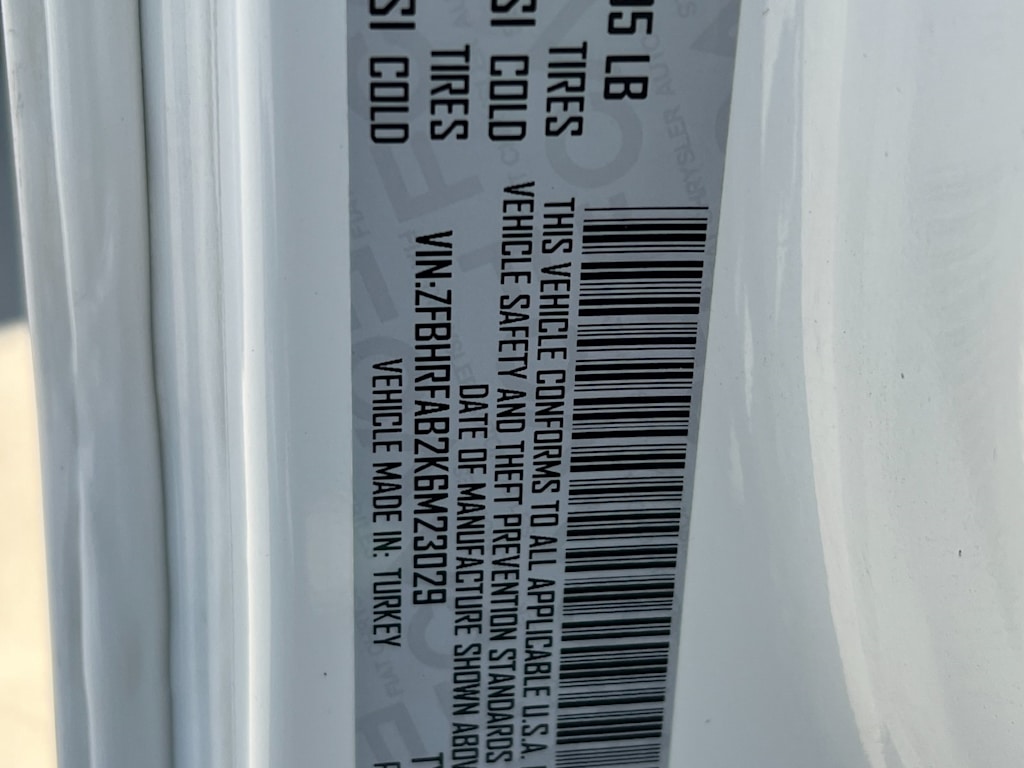 95 LB
TIRES
SI COLD
TIRES
SI COLD
THIS VEHICLE CONFORMS TO ALL APPLICABLE U.S.A.
VEHICLE SAFETY AND THEFT PREVENTION STANDARDS
DATE OF MANUFACTURE SHOWN ABOV
VIN:ZFBHRFAB2K6M23029
VEHICLE MADE IN: TURKEY